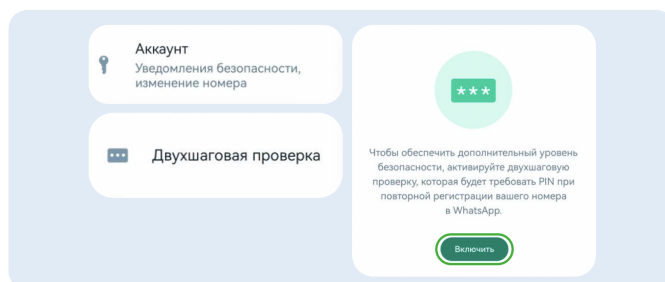 Аккаунт
Уведомления безопасности,
изменение номера
Двухшаговая проверка
***
Чтобы обеспечить дополнительный уровень
безопасности, активируйте двухшаговую
проверку, которая будет требовать PIN при
повторной регистрации вашего номера
в WhatsApp.
Включить